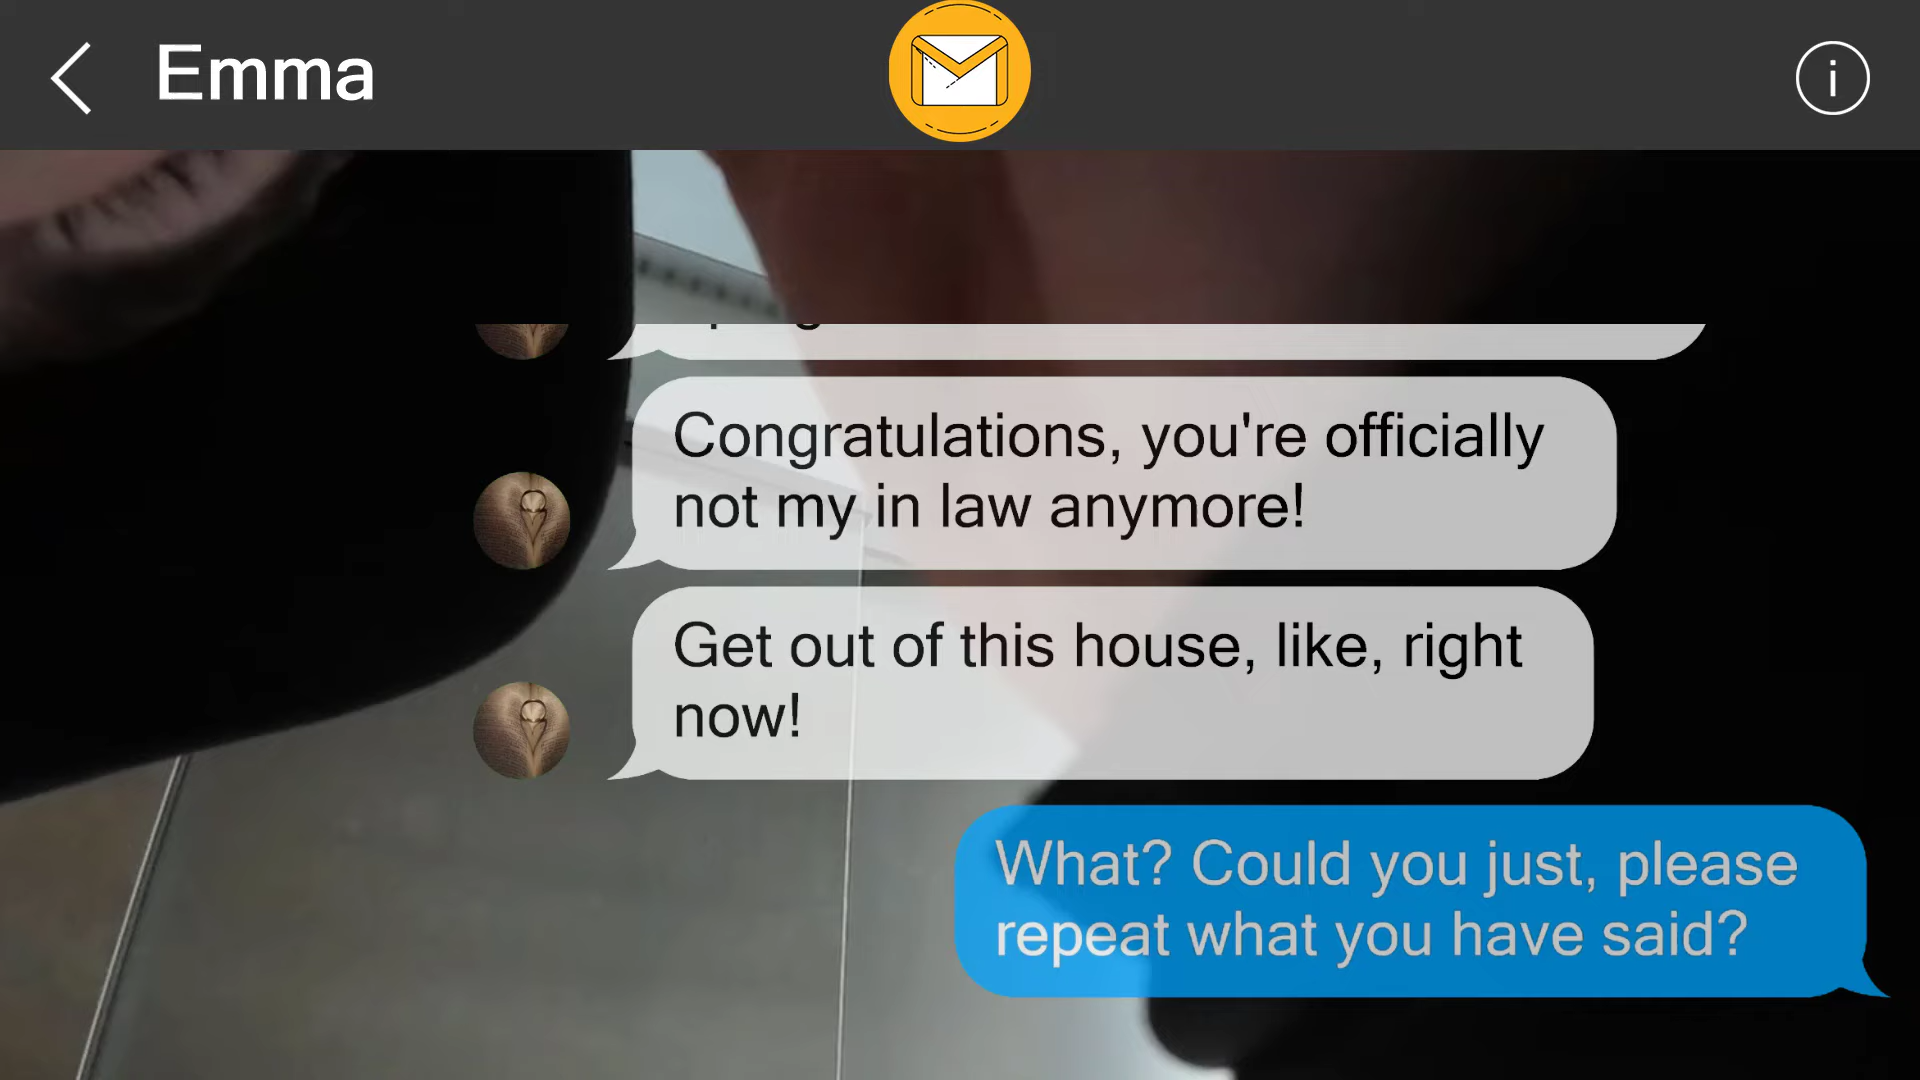 Emma
Congratulations, you're officially
not my in law anymore!
Get out of this house, like, right
now!
What? Could you just, please
repeat what you have said?